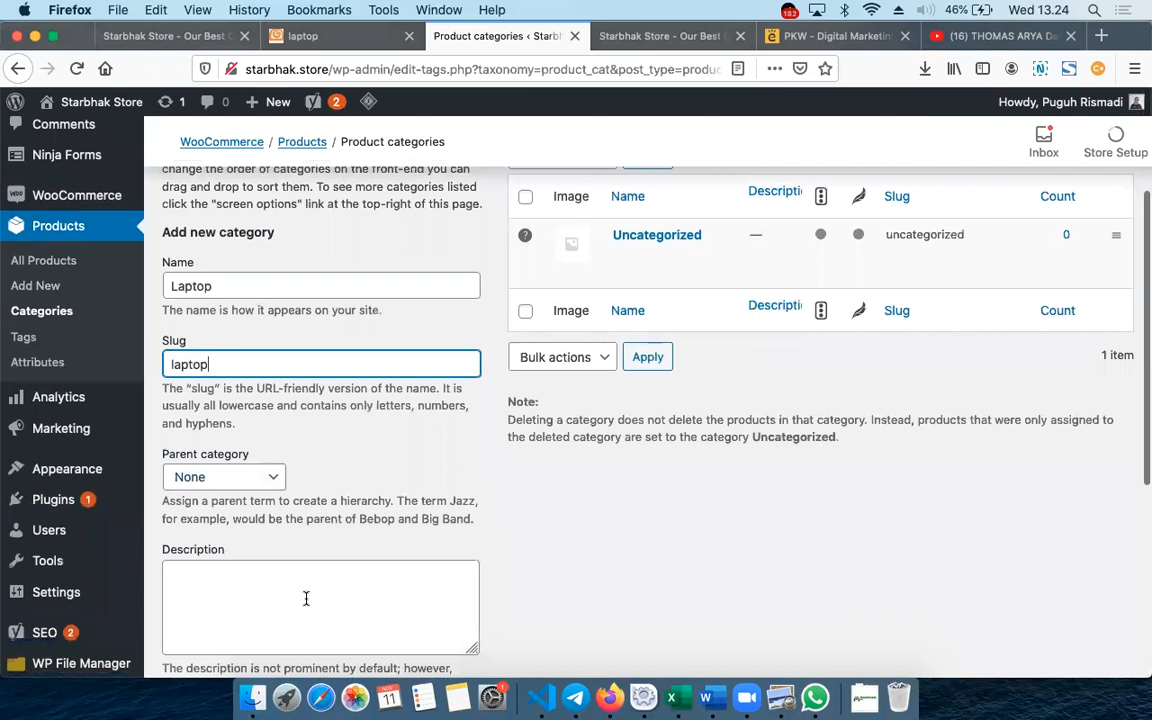 Firefox File Edit View History Bookmarks Tools Window Help
182 46% Wed 13.24
Starbhak Store - Our Best C
laptop
Product categories ‹ Starbh
Starbhak Store - Our Best C
PKW - Digital Marketin
(16) THOMAS ARYA Da
starbhak.store/wp-admin/edit-tags.php?taxonomy=product_cat&post_type=produc
Starbhak Store 1 0 + New 2 Howdy, Puguh Rismadi
Comments
Ninja Forms
WooCommerce
Products
All Products
Add New
Categories
Tags
Attributes
Analytics
Marketing
Appearance
Plugins 1
Users
Tools
Settings
SEO 2
WP File Manager
WooCommerce / Products / Product categories
Inbox
Store Setup
change the order of categories on the front-end you can
drag and drop to sort them. To see more categories listed
click the "screen options" link at the top-right of this page.
Add new category
Name
Laptop
The name is how it appears on your site.
Slug
laptop
The “slug” is the URL-friendly version of the name. It is
usually all lowercase and contains only letters, numbers,
and hyphens.
Parent category
None
Assign a parent term to create a hierarchy. The term Jazz,
for example, would be the parent of Bebop and Big Band.
Description
The description is not prominent by default; however,
Image Name Descripti Slug Count
Uncategorized — uncategorized 0
Image Name Descripti Slug Count
Bulk actions Apply 1 item
Note:
Deleting a category does not delete the products in that category. Instead, products that were only assigned to
the deleted category are set to the category Uncategorized.